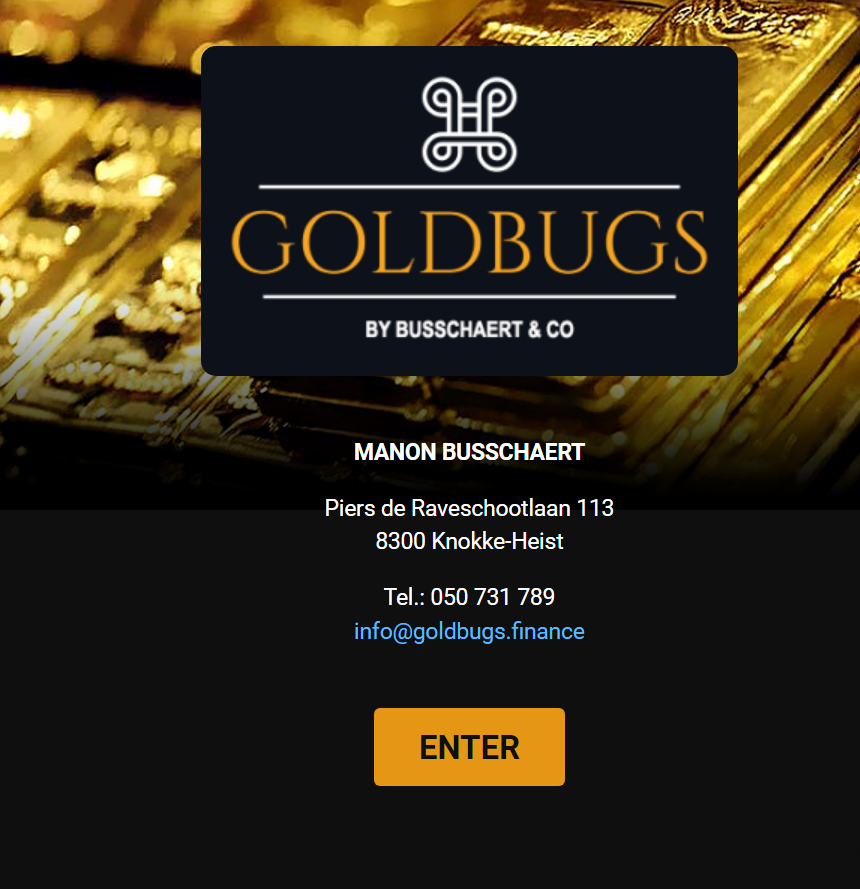 GOLDBUGS
BY BUSSCHAERT & CO
MANON BUSSCHAERT
Piers de Raveschootlaan 113
8300 Knokke-Heist
Tel.: 050 731 789
info@goldbugs.finance
ENTER